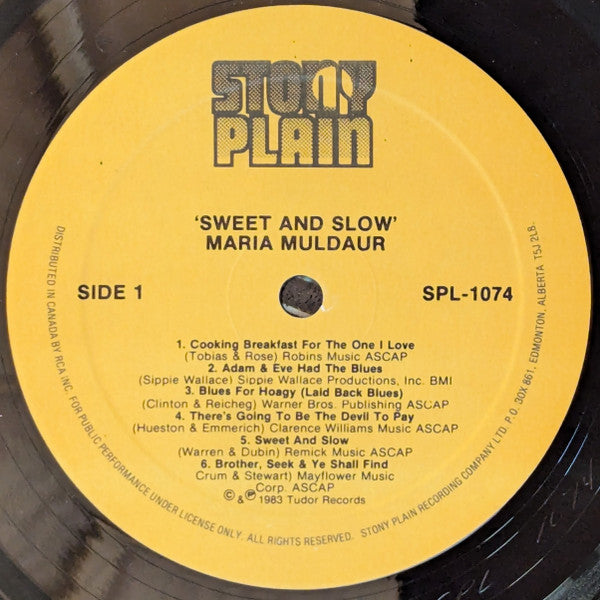 STONY
PLAIN
'SWEET AND SLOW'
MARIA MULDAUR
SIDE 1
SPL-1074
1. Cooking Breakfast For The One I Love
(Tobias & Rose) Robins Music ASCAP
2. Adam & Eve Had The Blues
(Sippie Wallace) Sippie Wallace Productions, Inc. BMI
3. Blues For Hoagy (Laid Back Blues)
(Clinton & Reicheg) Warner Bros. Publishing ASCAP
4. There's Going To Be The Devil To Pay
(Hueston & Emmerich) Clarence Williams Music ASCAP
5. Sweet And Slow
(Warren & Dubin) Remick Music ASCAP
6. Brother, Seek & Ye Shall Find
Crum & Stewart) Mayflower Music
Corp. ASCAP
© & ℗ 1983 Tudor Records
DISTRIBUTED IN CANADA BY RCA INC. FOR PUBLIC PERFORMANCE UNDER LICENSE ONLY. ALL RIGHTS RESERVED. STONY PLAIN RECORDING COMPANY LTD. P.O. BOX 861, EDMONTON, ALBERTA T5J 2L8.
SPL